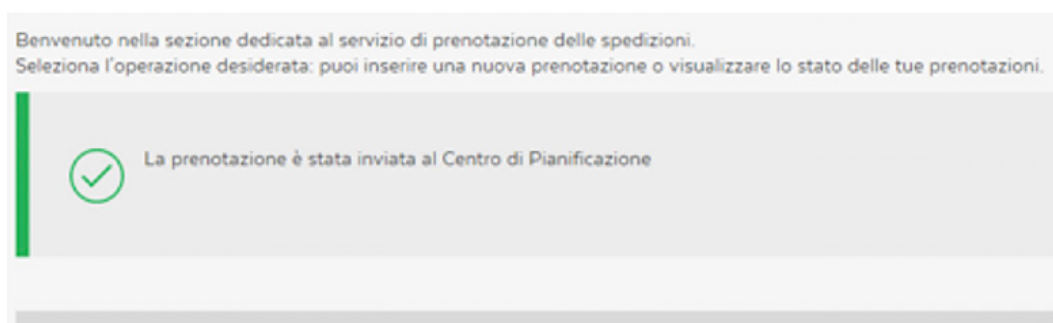 Benvenuto nella sezione dedicata al servizio di prenotazione delle spedizioni.
Seleziona l'operazione desiderata: puoi inserire una nuova prenotazione o visualizzare lo stato delle tue prenotazioni.
La prenotazione è stata inviata al Centro di Pianificazione